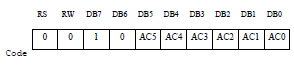 RS RW DB7 DB6 DB5 DB4 DB3 DB2 DB1 DB0
0 0 1 0 AC5 AC4 AC3 AC2 AC1 AC0
Code